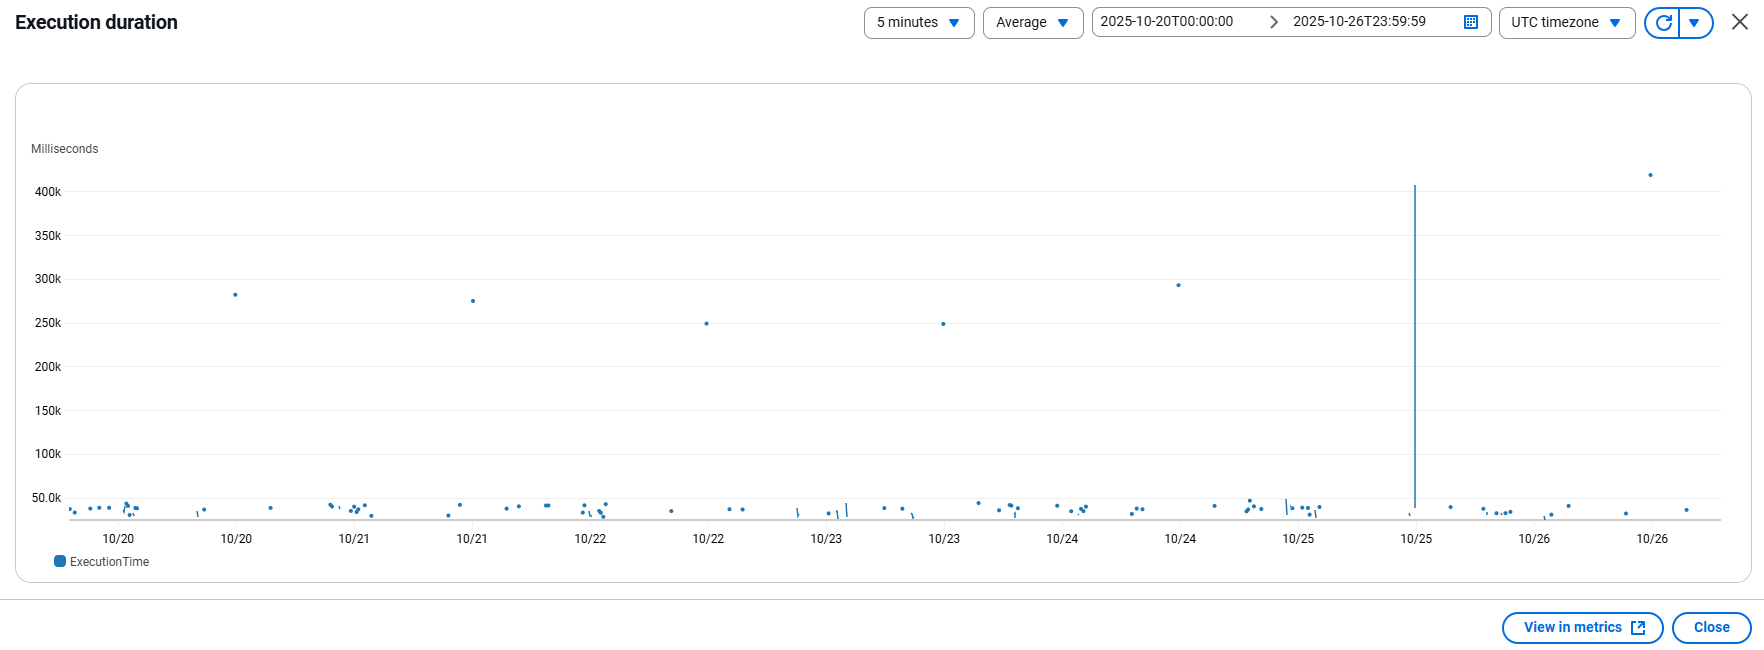 Execution duration
5 minutes
Average
2025-10-20T00:00:00
2025-10-26T23:59:59
UTC timezone
Milliseconds
400k
350k
300k
250k
200k
150k
100k
50.0k
10/20 10/20 10/21 10/21 10/22 10/22 10/23 10/23 10/24 10/24 10/25 10/25 10/26 10/26
ExecutionTime
View in metrics
Close